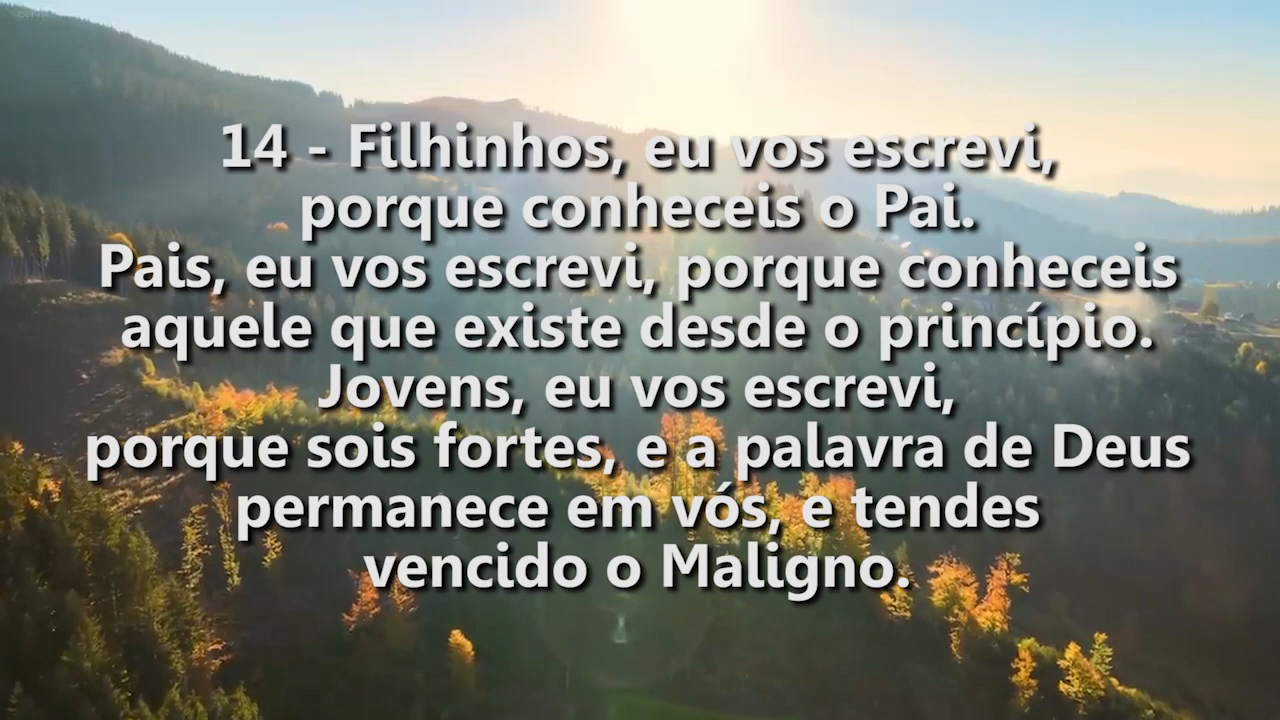 14 - Filhinhos, eu vos escrevi,
porque conheceis o Pai.
Pais, eu vos escrevi, porque conheceis
aquele que existe desde o princípio.
Jovens, eu vos escrevi,
porque sois fortes, e a palavra de Deus
permanece em vós, e tendes
vencido o Maligno.